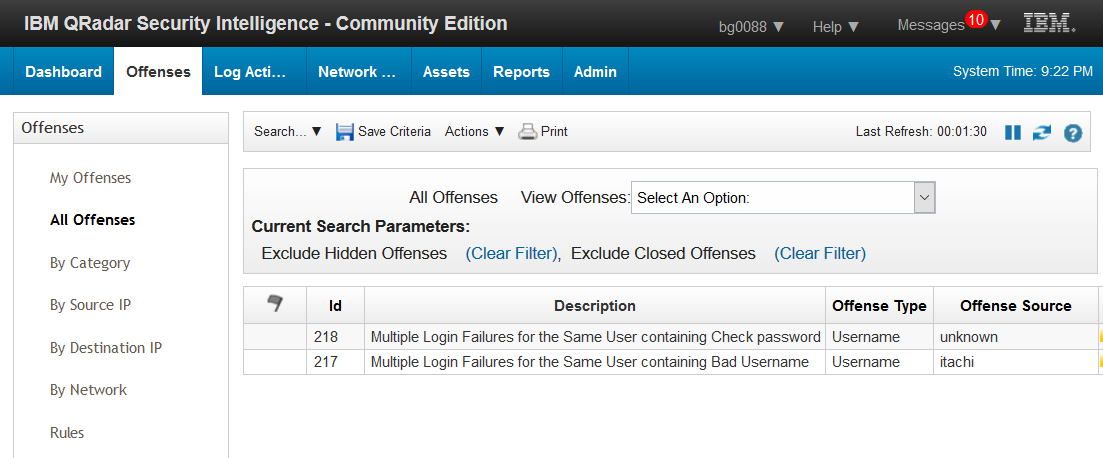 IBM QRadar Security Intelligence - Community Edition
bg0088 ▼ Help ▼ Messages 10 ▼ IBM.
Dashboard Offenses Log Acti... Network ... Assets Reports Admin System Time: 9:22 PM
Offenses
Search... ▼ Save Criteria Actions ▼ Print Last Refresh: 00:01:30 ?
My Offenses
All Offenses
By Category
By Source IP
By Destination IP
By Network
Rules
All Offenses View Offenses: Select An Option:
Current Search Parameters:
Exclude Hidden Offenses (Clear Filter), Exclude Closed Offenses (Clear Filter)
Id Description Offense Type Offense Source
218 Multiple Login Failures for the Same User containing Check password Username unknown
217 Multiple Login Failures for the Same User containing Bad Username Username itachi